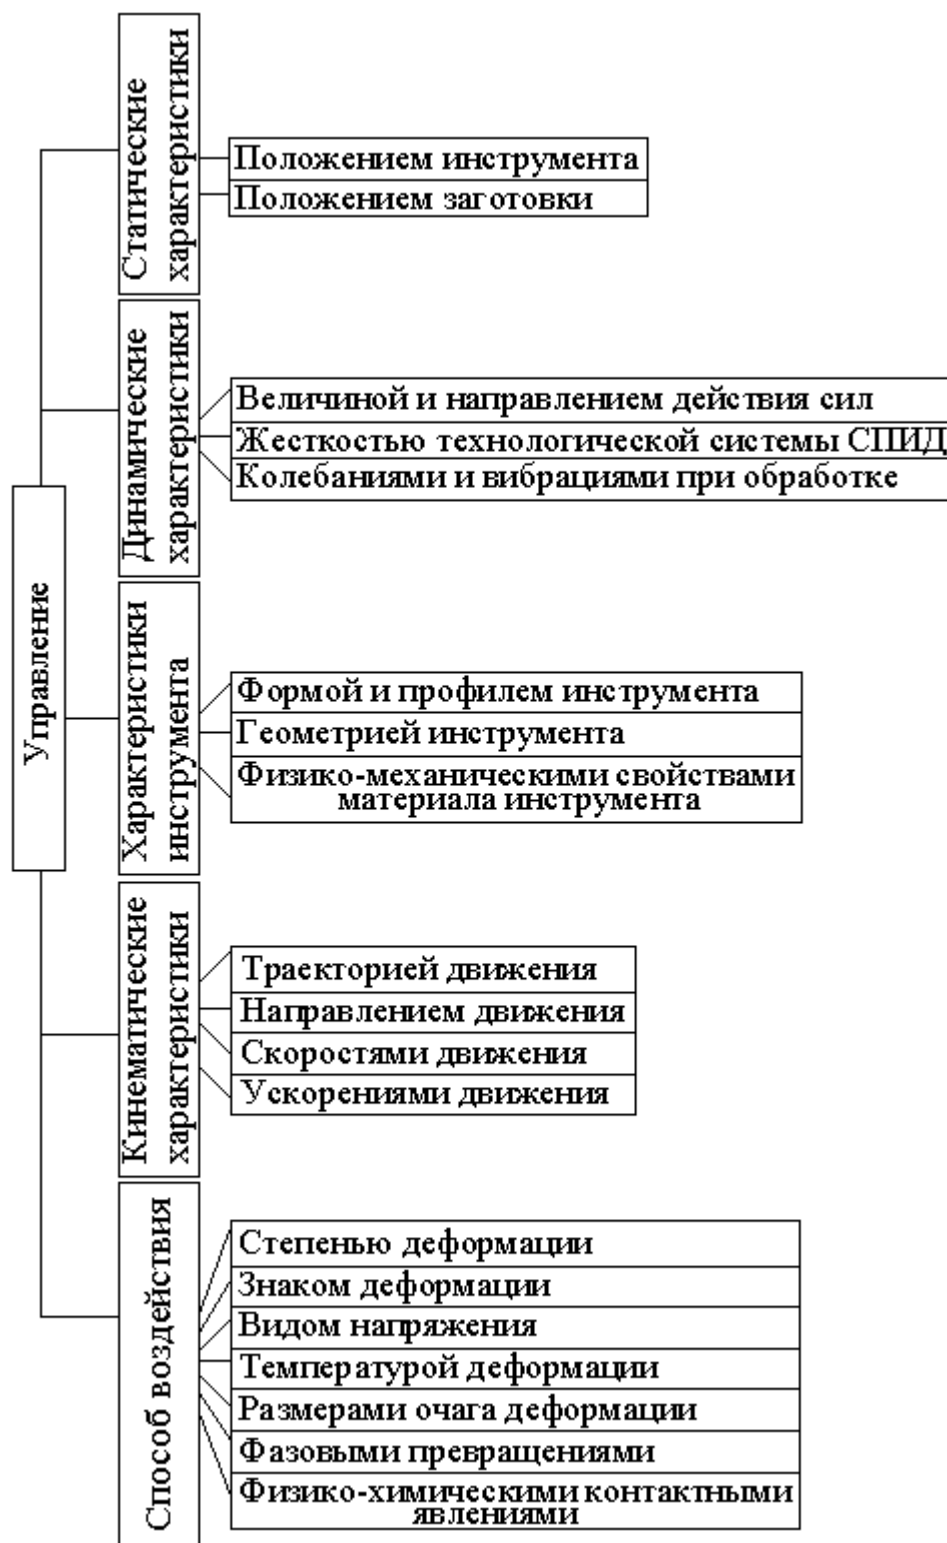 Управление
Статические
характеристики
Положением инструмента
Положением заготовки
Динамические
характеристики
Величиной и направлением действия сил
Жесткостью технологической системы СПИД
Колебаниями и вибрациями при обработке
Характеристики
инструмента
Формой и профилем инструмента
Геометрией инструмента
Физико-механическими свойствами
материала инструмента
Кинематические
характеристики
Траекторией движения
Направлением движения
Скоростями движения
Ускорениями движения
Способ воздействия
Степенью деформации
Знаком деформации
Видом напряжения
Температурой деформации
Размерами очага деформации
Фазовыми превращениями
Физико-химическими контактными
явлениями